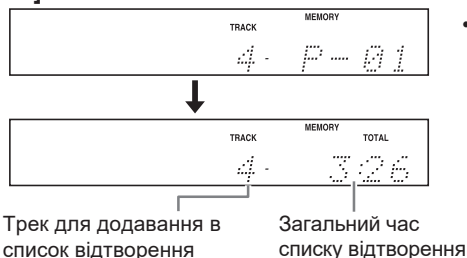 MEMORY
TRACK
4· P-01
MEMORY
TRACK TOTAL
4· 3:26
Трек для додавання в
список відтворення
Загальний час
списку відтворення